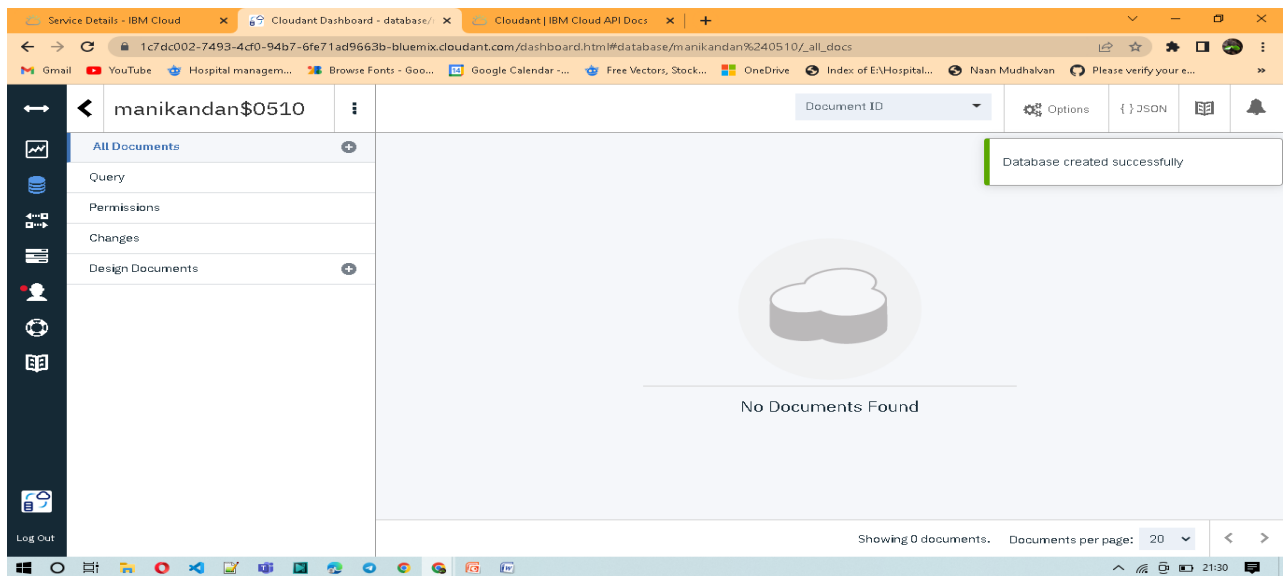 Service Details - IBM Cloud
Cloudant Dashboard - database/
Cloudant | IBM Cloud API Docs
1c7dc002-7493-4cf0-94b7-6fe71ad9663b-bluemix.cloudant.com/dashboard.html#database/manikandan%240510/_all_docs
Gmail
YouTube
Hospital managem...
Browse Fonts - Goo...
Google Calendar -...
Free Vectors, Stock...
OneDrive
Index of E:\Hospital...
Naan Mudhalvan
Please verify your e...
manikandan$0510
Document ID
Options
{ } JSON
All Documents
Database created successfully
Query
Permissions
Changes
Design Documents
No Documents Found
Log Out
Showing 0 documents.
Documents per page: 20
21:30